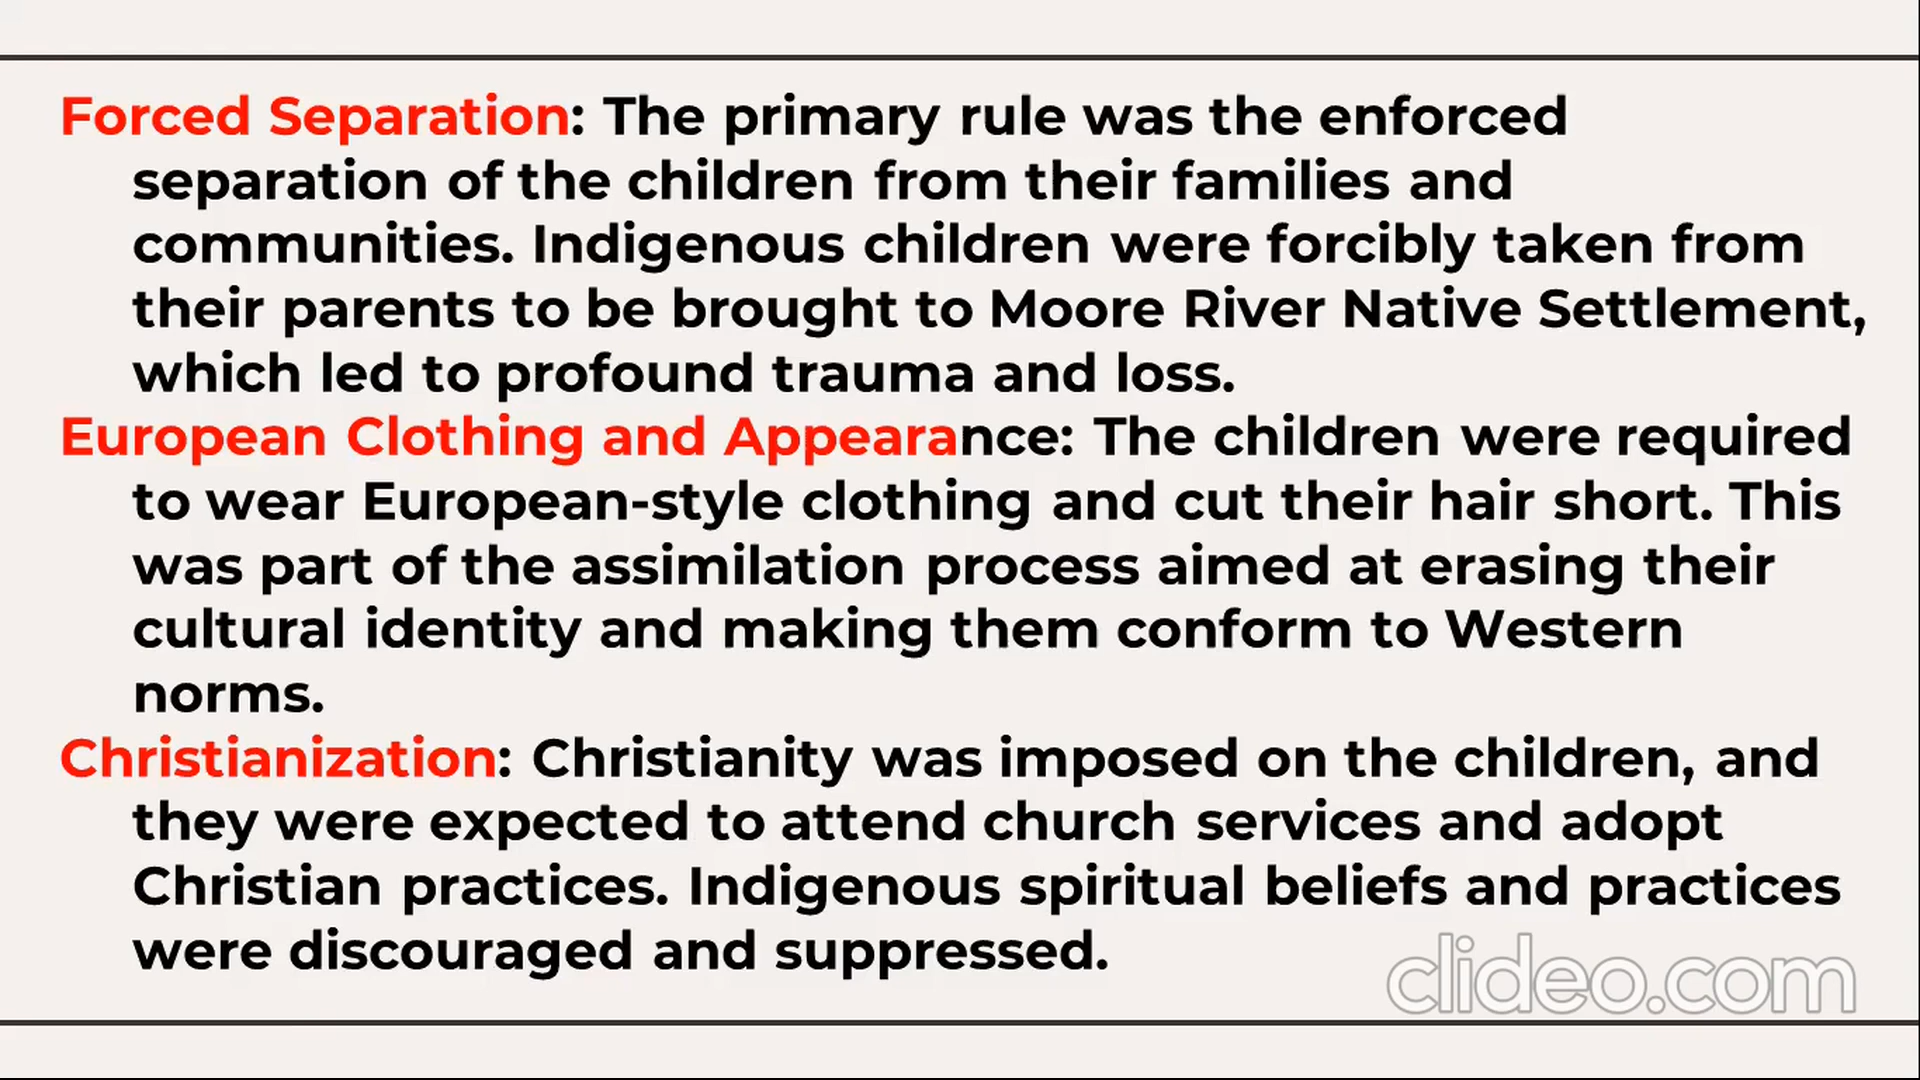 Forced Separation: The primary rule was the enforced
separation of the children from their families and
communities. Indigenous children were forcibly taken from
their parents to be brought to Moore River Native Settlement,
which led to profound trauma and loss.
European Clothing and Appearance: The children were required
to wear European-style clothing and cut their hair short. This
was part of the assimilation process aimed at erasing their
cultural identity and making them conform to Western
norms.
Christianization: Christianity was imposed on the children, and
they were expected to attend church services and adopt
Christian practices. Indigenous spiritual beliefs and practices
were discouraged and suppressed.
clideo.com